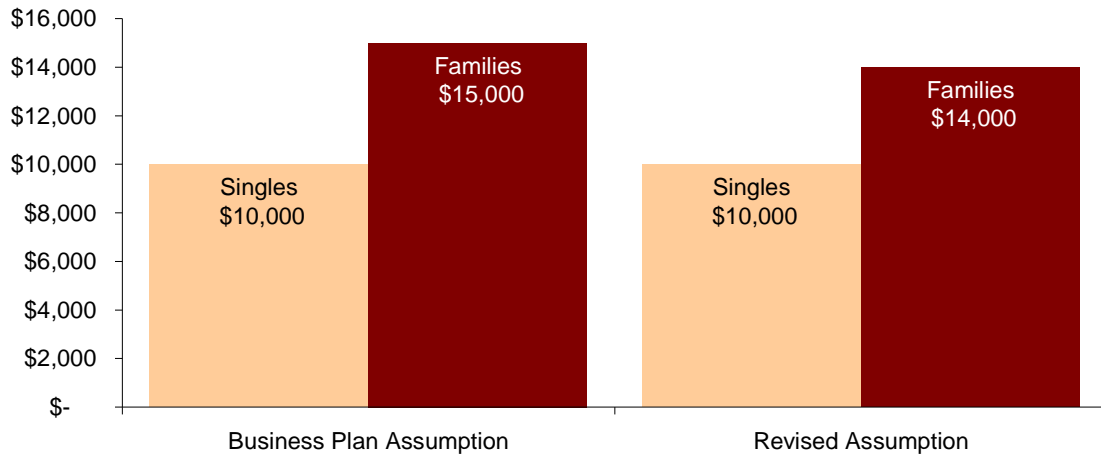 $16,000
$14,000
$12,000
$10,000
$8,000
$6,000
$4,000
$2,000
$-
Singles
$10,000
Families
$15,000
Singles
$10,000
Families
$14,000
Business Plan Assumption
Revised Assumption